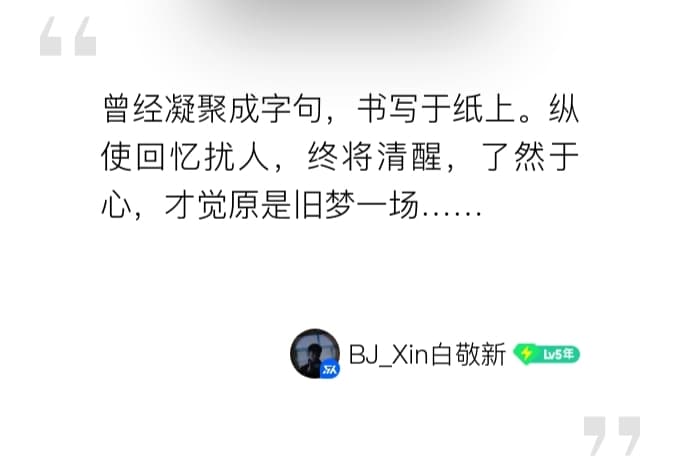 曾经凝聚成字句，书写于纸上。纵
使回忆扰人，终将清醒，了然于
心，才觉原是旧梦一场……
BJ_Xin白敬新 Lv5年